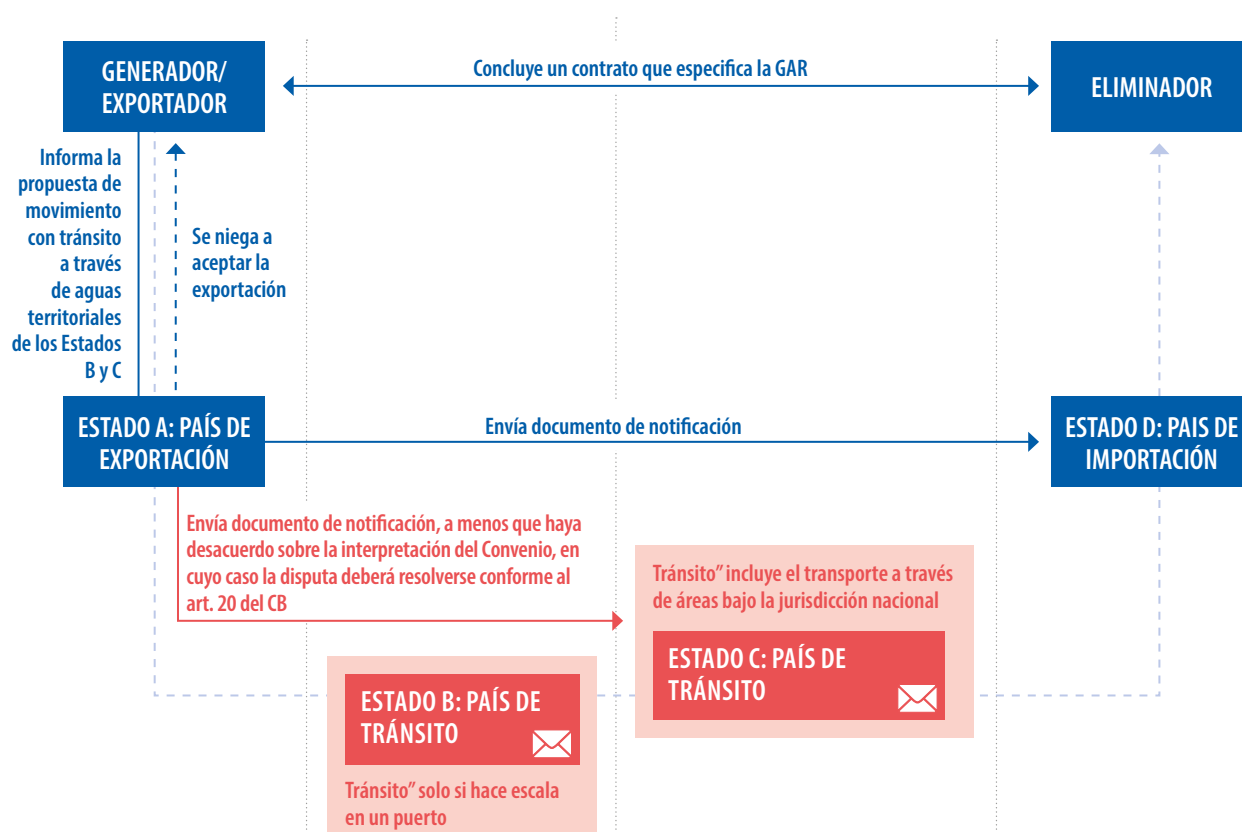 GENERADOR/
EXPORTADOR
Concluye un contrato que especifica la GAR
ELIMINADOR
Informa la
propuesta de
movimiento
con tránsito
a través
de aguas
territoriales
de los Estados
B y C
Se niega a
aceptar la
exportación
ESTADO A: PAÍS DE
EXPORTACIÓN
Envía documento de notificación
ESTADO D: PAIS DE
IMPORTACIÓN
Envía documento de notificación, a menos que haya
desacuerdo sobre la interpretación del Convenio, en
cuyo caso la disputa deberá resolverse conforme al
art. 20 del CB
Tránsito” incluye el transporte a través
de áreas bajo la jurisdicción nacional
ESTADO C: PAÍS DE
TRÁNSITO
ESTADO B: PAÍS DE
TRÁNSITO
Tránsito” solo si hace escala
en un puerto